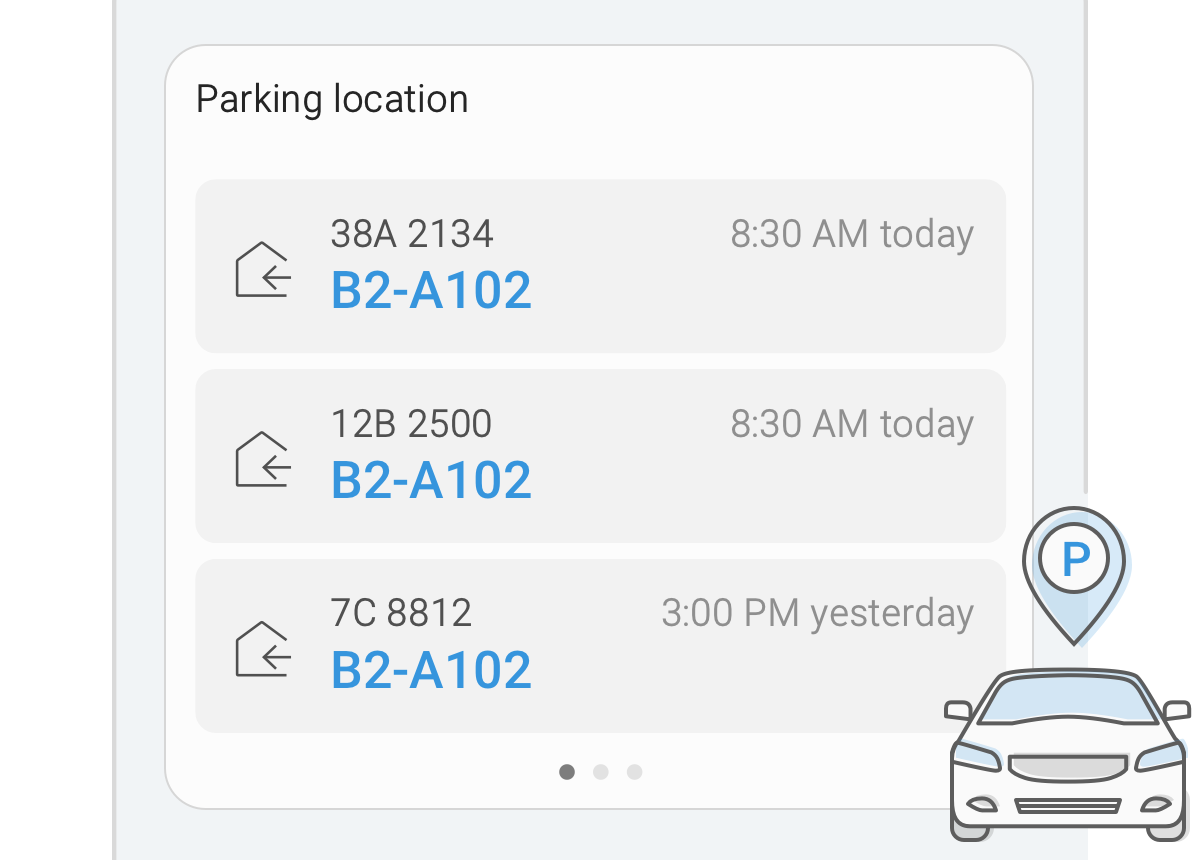 Parking location
38A 2134
8:30 AM today
B2-A102
12B 2500
8:30 AM today
B2-A102
7C 8812
3:00 PM yesterday
B2-A102
P